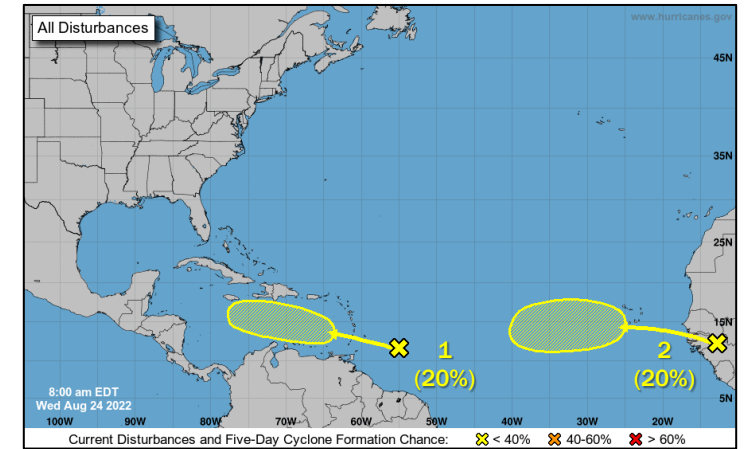 All Disturbances
www.hurricanes.gov
45N
35N
25N
15N
1
2
(20%)
(20%)
5N
8:00 am EDT
Wed Aug 24 2022
100W
90W
80W
70W
60W
50W
40W
30W
20W
Current Disturbances and Five-Day Cyclone Formation Chance:
< 40%
40-60%
> 60%